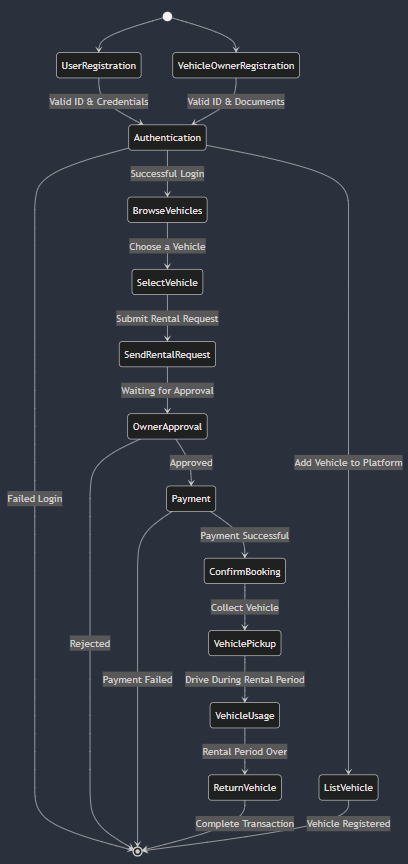 UserRegistration
VehicleOwnerRegistration
Valid ID & Credentials
Valid ID & Documents
Authentication
Successful Login
BrowseVehicles
Choose a Vehicle
SelectVehicle
Submit Rental Request
SendRentalRequest
Waiting for Approval
OwnerApproval
Approved
Add Vehicle to Platform
Failed Login
Payment
Payment Successful
ConfirmBooking
Collect Vehicle
Rejected
VehiclePickup
Payment Failed
Drive During Rental Period
VehicleUsage
Rental Period Over
ReturnVehicle
ListVehicle
Complete Transaction
Vehicle Registered